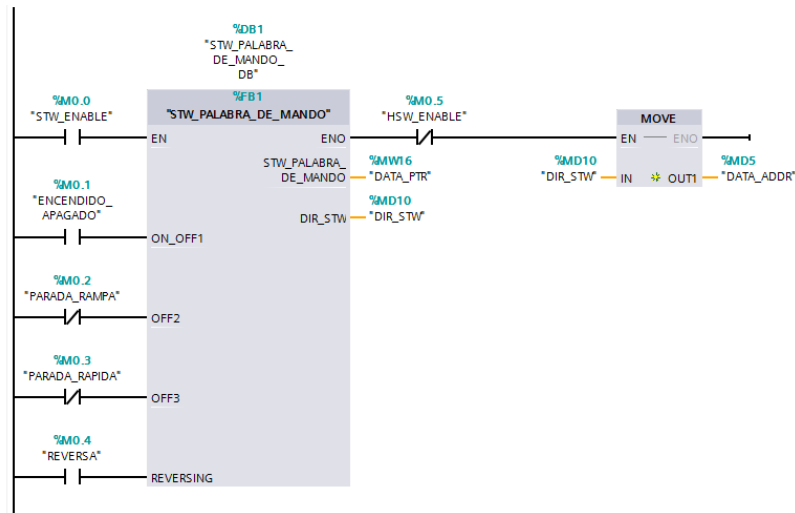 %DB1
"STW_PALABRA_
DE_MANDO_
DB"
%M0.0
"STW_ENABLE"
%FB1
"STW_PALABRA_DE_MANDO"
%M0.5
"HSW_ENABLE"
MOVE
EN
ENO
EN
ENO
STW_PALABRA_
DE_MANDO
%MW16
"DATA_PTR"
%MD10
"DIR_STW"
IN
OUT1
%MD5
"DATA_ADDR"
%M0.1
"ENCENDIDO_
APAGADO"
ON_OFF1
DIR_STW
%MD10
"DIR_STW"
%M0.2
"PARADA_RAMPA"
OFF2
%M0.3
"PARADA_RAPIDA"
OFF3
%M0.4
"REVERSA"
REVERSING